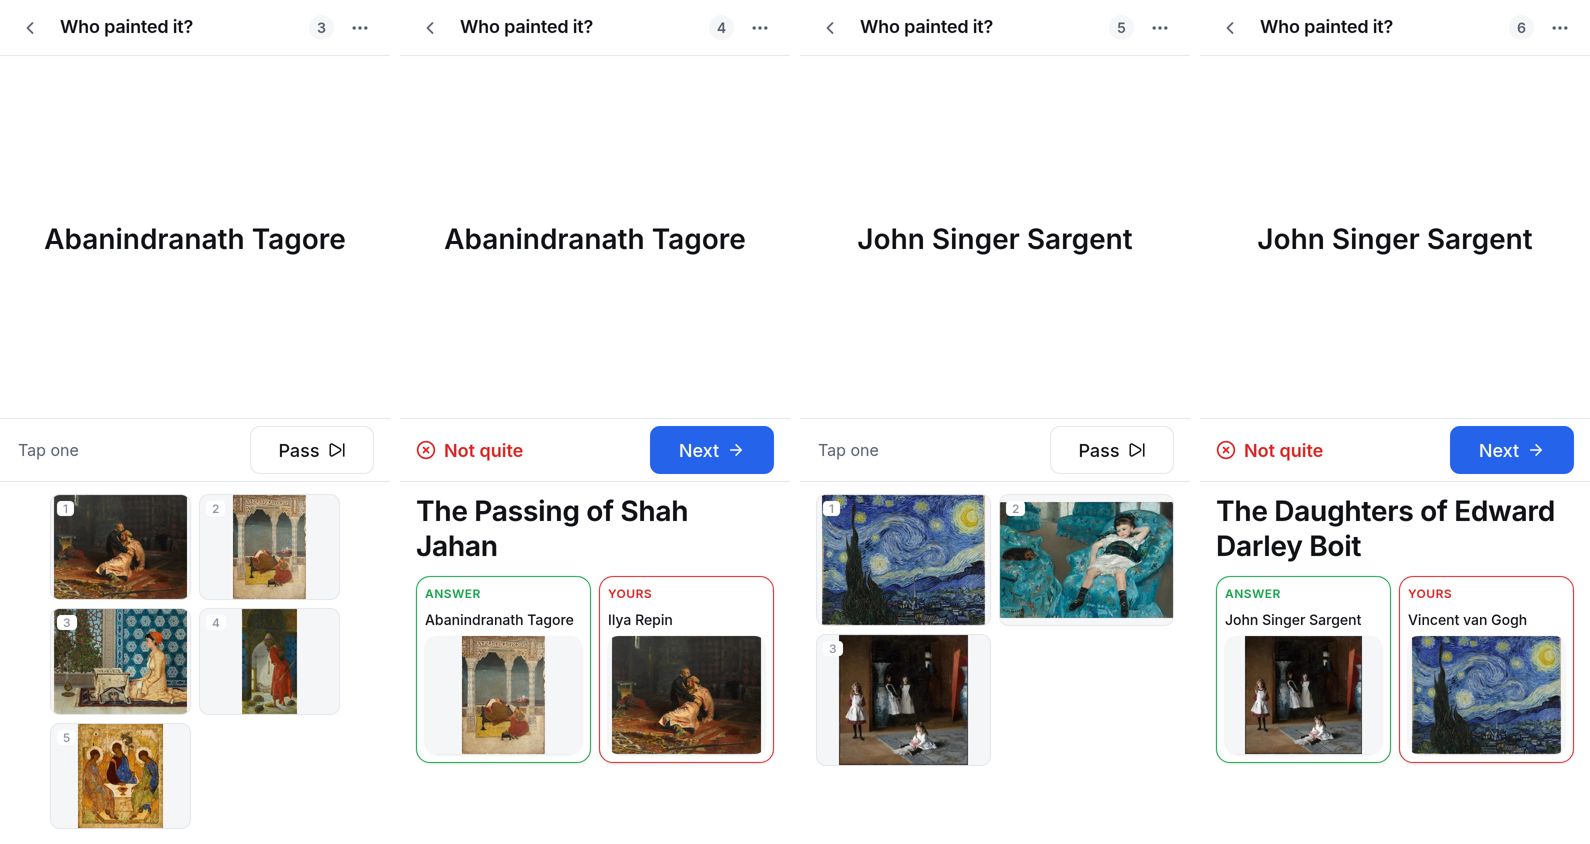 Who painted it?
3
Abanindranath Tagore
Tap one
Pass
1
2
3
4
5
Who painted it?
4
Abanindranath Tagore
Not quite
Next
The Passing of Shah
Jahan
ANSWER
Abanindranath Tagore
YOURS
Ilya Repin
Who painted it?
5
John Singer Sargent
Tap one
Pass
1
2
3
Who painted it?
6
John Singer Sargent
Not quite
Next
The Daughters of Edward
Darley Boit
ANSWER
John Singer Sargent
YOURS
Vincent van Gogh